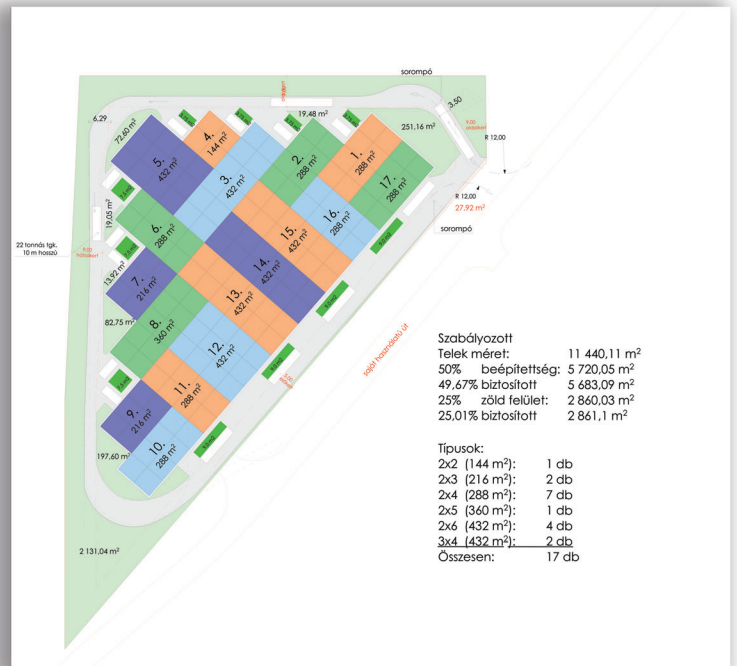 sorompó
19,48 m²
3,50
251,16 m²
R 12,00
R 12,00
27,92 m²
sorompó
6,29
72,60 m²
19,05 m²
22 tonnás tgk.
10 m hosszú
13,92 m²
82,75 m²
197,60 m²
2 131,04 m²
saját használatú út
1.
288 m²
2.
288 m²
3.
432 m²
4.
144 m²
5.
432 m²
6.
288 m²
7.
216 m²
8.
360 m²
9.
216 m²
10.
288 m²
11.
288 m²
12.
432 m²
13.
432 m²
14.
432 m²
15.
432 m²
16.
288 m²
17.
288 m²
Szabályozott
Telek méret: 11 440,11 m²
50% beépítettség: 5 720,05 m²
49,67% biztosított 5 683,09 m²
25% zöld felület: 2 860,03 m²
25,01% biztosított 2 861,1 m²
Típusok:
2x2 (144 m²): 1 db
2x3 (216 m²): 2 db
2x4 (288 m²): 7 db
2x5 (360 m²): 1 db
2x6 (432 m²): 4 db
3x4 (432 m²): 2 db
Összesen: 17 db